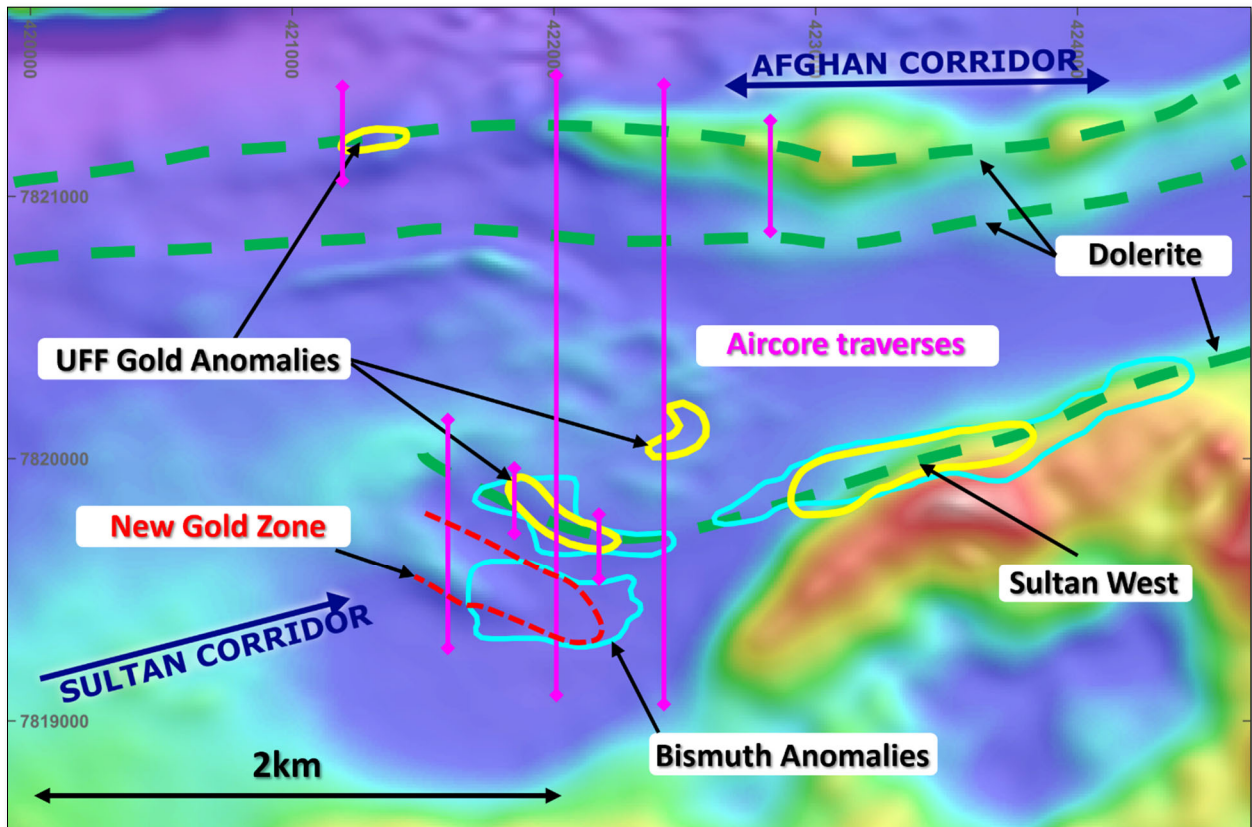 420000
421000
422000
423000
424000
AFGHAN CORRIDOR
7821000
Dolerite
UFF Gold Anomalies
Aircore traverses
7820000
New Gold Zone
Sultan West
SULTAN CORRIDOR
7819000
Bismuth Anomalies
2km